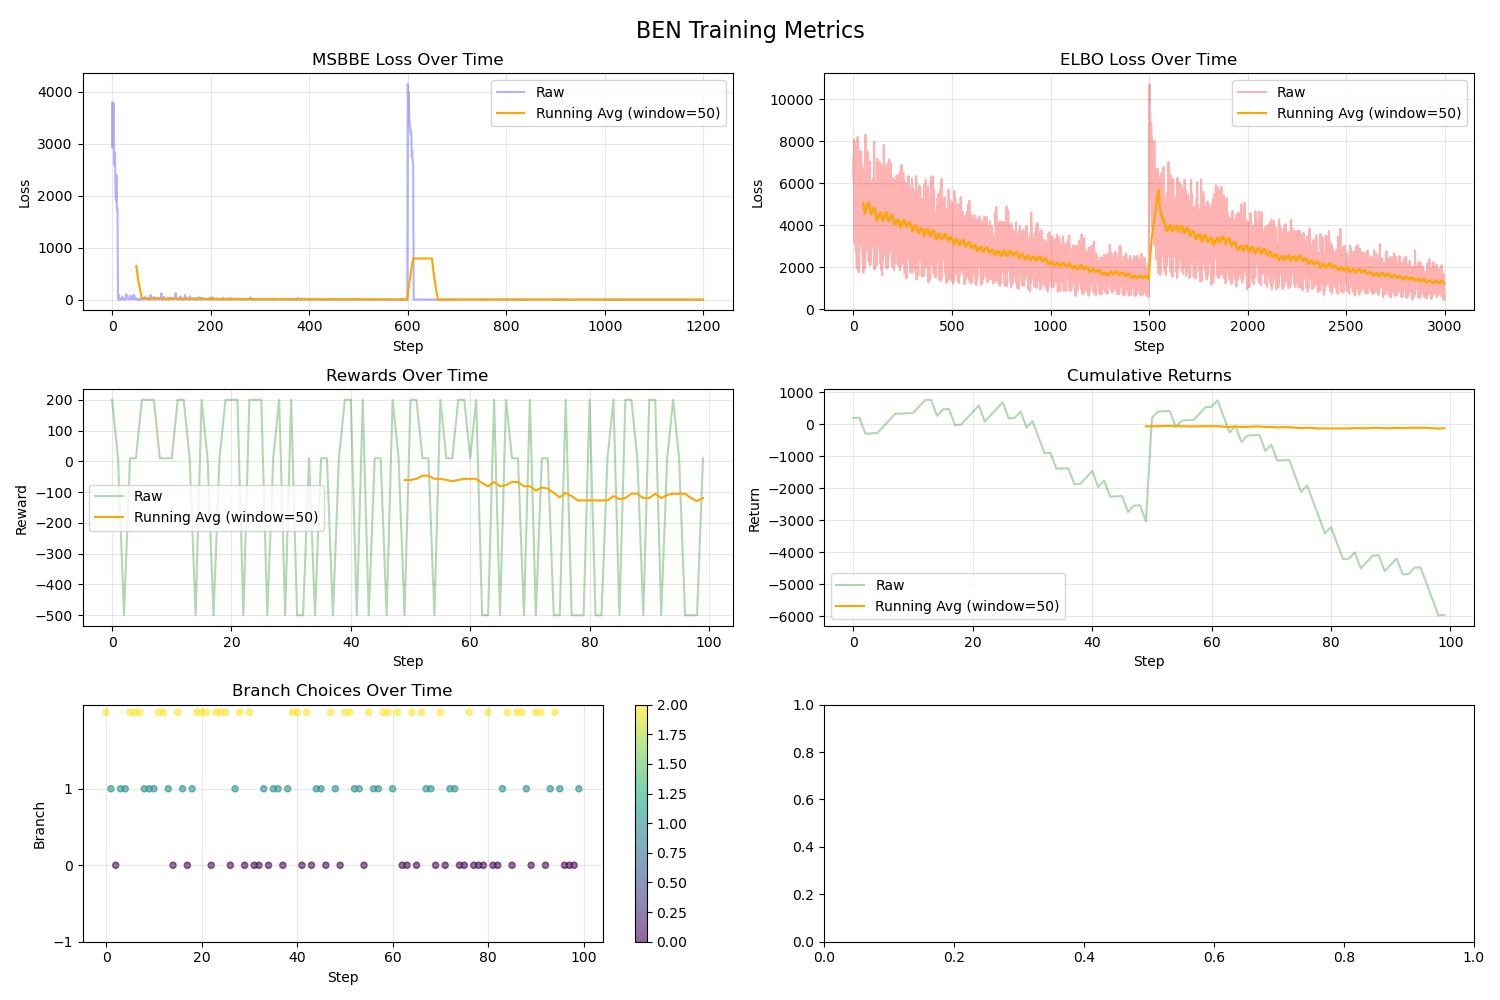 BEN Training Metrics
MSBBE Loss Over Time
4000
3000
2000
1000
0
Loss
Raw
Running Avg (window=50)
0 200 400 600 800 1000 1200
Step
ELBO Loss Over Time
10000
8000
6000
4000
2000
0
Loss
Raw
Running Avg (window=50)
0 500 1000 1500 2000 2500 3000
Step
Rewards Over Time
200
100
0
−100
−200
−300
−400
−500
Reward
Raw
Running Avg (window=50)
0 20 40 60 80 100
Step
Cumulative Returns
1000
0
−1000
−2000
−3000
−4000
−5000
−6000
Return
Raw
Running Avg (window=50)
0 20 40 60 80 100
Step
Branch Choices Over Time
1
0
−1
Branch
0 20 40 60 80 100
Step
2.00
1.75
1.50
1.25
1.00
0.75
0.50
0.25
0.00
1.0
0.8
0.6
0.4
0.2
0.0
0.0 0.2 0.4 0.6 0.8 1.0